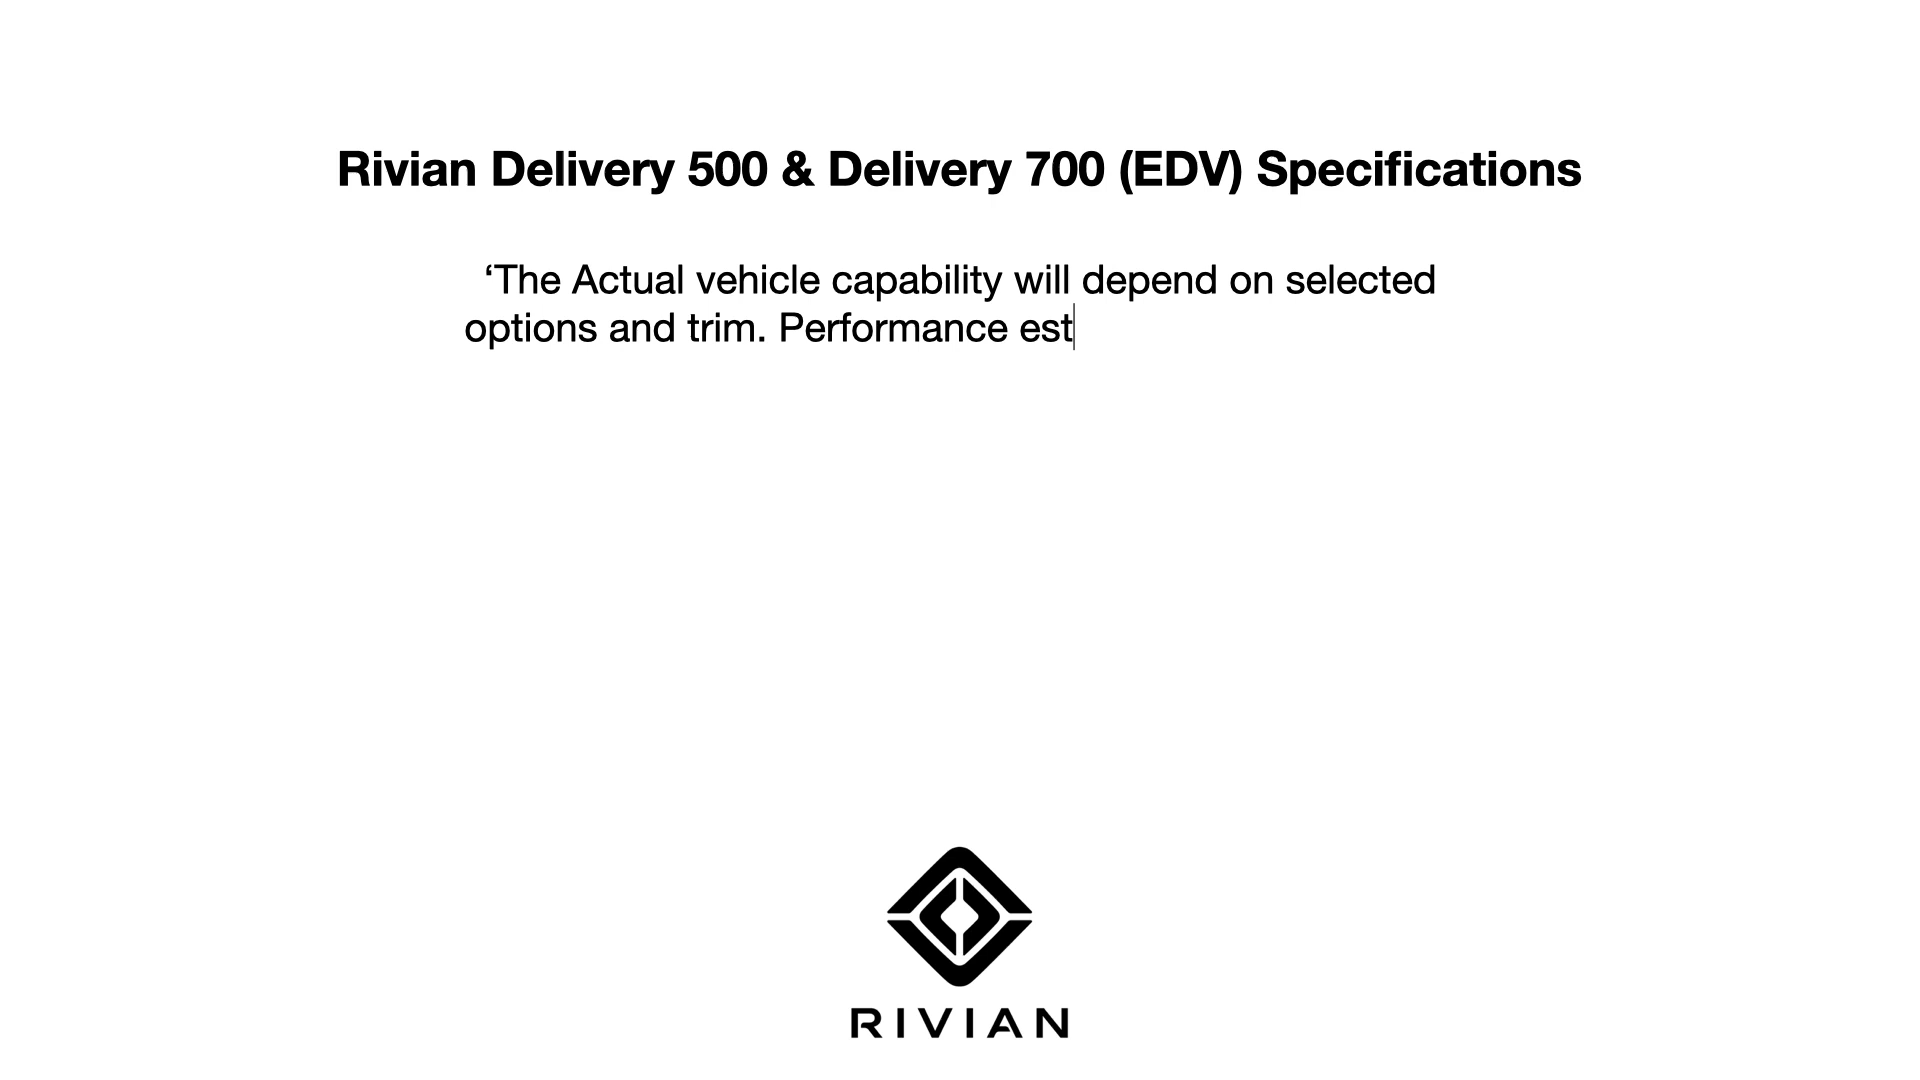 Rivian Delivery 500 & Delivery 700 (EDV) Specifications
‘The Actual vehicle capability will depend on selected
options and trim. Performance est
RIVIAN